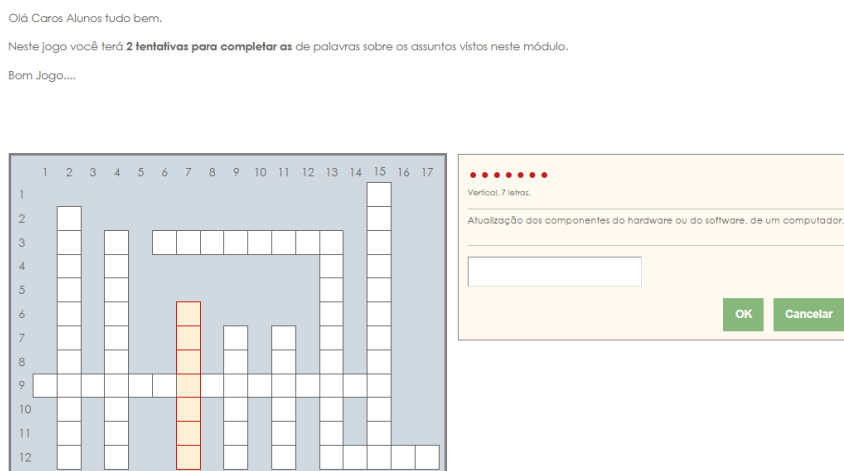 Olá Caros Alunos tudo bem.
Neste jogo você terá 2 tentativas para completar as de palavras sobre os assuntos vistos neste módulo.
Bom Jogo....
1 2 3 4 5 6 7 8 9 10 11 12 13 14 15 16 17
1
2
3
4
5
6
7
8
9
10
11
12
Vertical, 7 letras.
Atualização dos componentes do hardware ou do software, de um computador.
OK Cancelar